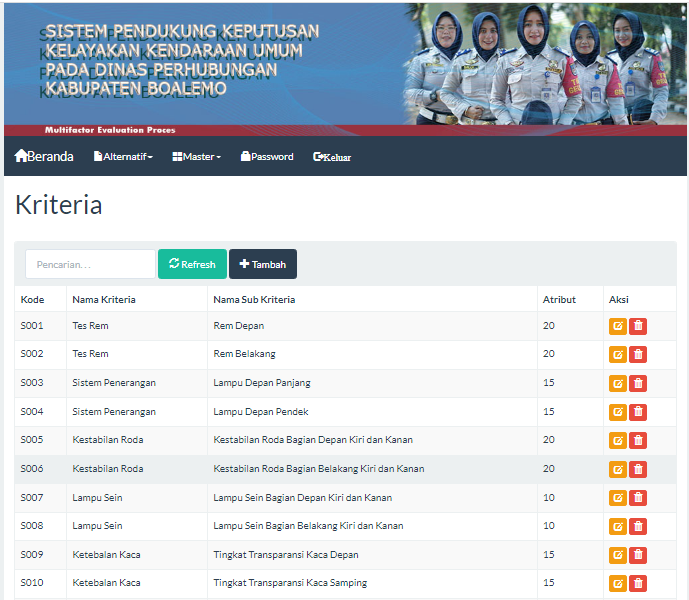 SISTEM PENDUKUNG KEPUTUSAN
KELAYAKAN KENDARAAN UMUM
PADA DINAS PERHUBUNGAN
KABUPATEN BOALEMO
Multifactor Evaluation Proces
Beranda Alternatif Master Password Keluar
Kriteria
Pencarian... Refresh Tambah
Kode Nama Kriteria Nama Sub Kriteria Atribut Aksi
S001 Tes Rem Rem Depan 20
S002 Tes Rem Rem Belakang 20
S003 Sistem Penerangan Lampu Depan Panjang 15
S004 Sistem Penerangan Lampu Depan Pendek 15
S005 Kestabilan Roda Kestabilan Roda Bagian Depan Kiri dan Kanan 20
S006 Kestabilan Roda Kestabilan Roda Bagian Belakang Kiri dan Kanan 20
S007 Lampu Sein Lampu Sein Bagian Depan Kiri dan Kanan 10
S008 Lampu Sein Lampu Sein Bagian Belakang Kiri dan Kanan 10
S009 Ketebalan Kaca Tingkat Transparansi Kaca Depan 15
S010 Ketebalan Kaca Tingkat Transparansi Kaca Samping 15